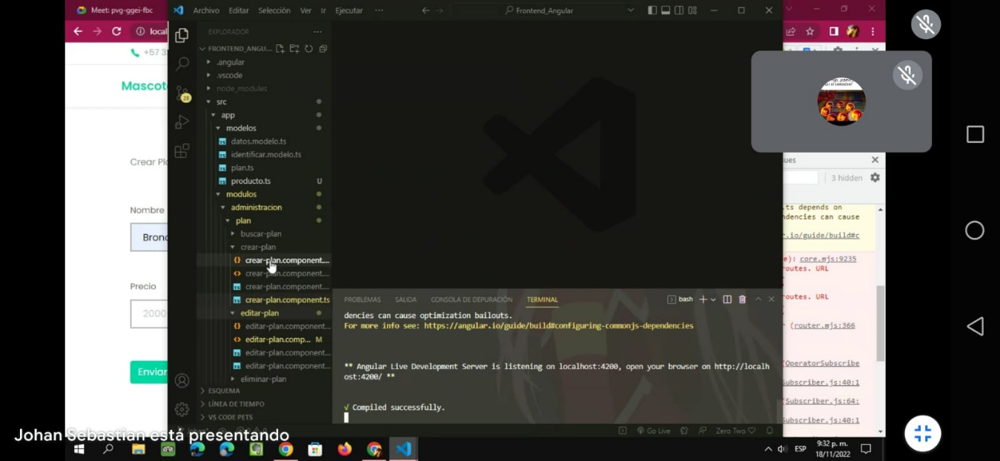 Meet: pvg-ggei-fbc
Archivo Editar Selección Ver Ir Ejecutar ···
Frontend_Angular
local
+57 3
Mascot
Crear Pl
Nombre
Bron
Precio
2000
Enviar
EXPLORADOR
FRONTEND_ANGU...
.angular
.vscode
node_modules
src
app
modelos
datos.modelo.ts
identificar.modelo.ts
plan.ts
producto.ts U
modulos
administracion
plan
buscar-plan
crear-plan
crear-plan.component....
crear-plan.component....
crear-plan.component....
crear-plan.component.ts
editar-plan
editar-plan.component...
editar-plan.comp... M
editar-plan.component...
editar-plan.component...
eliminar-plan
ESQUEMA
LÍNEA DE TIEMPO
VS CODE PETS
28
PROBLEMAS SALIDA CONSOLA DE DEPURACIÓN TERMINAL
bash
dencies can cause optimization bailouts.
For more info see: https://angular.io/guide/build#configuring-commonjs-dependencies
** Angular Live Development Server is listening on localhost:4200, open your browser on http://localh
ost:4200/ **
√ Compiled successfully.
Go Live
Zero Two
ues
3 hidden
.ts depends on
ndencies can cause
r.io/guide/build#c
e): core.mjs:9235
routes. URL
routes. URL
(router.mjs:366
OperatorSubscribe
Subscriber.js:40:1
Subscriber.js:64:
Subscriber.js:40:1
Johan Sebastian está presentando
ESP
9:32 p. m.
18/11/2022